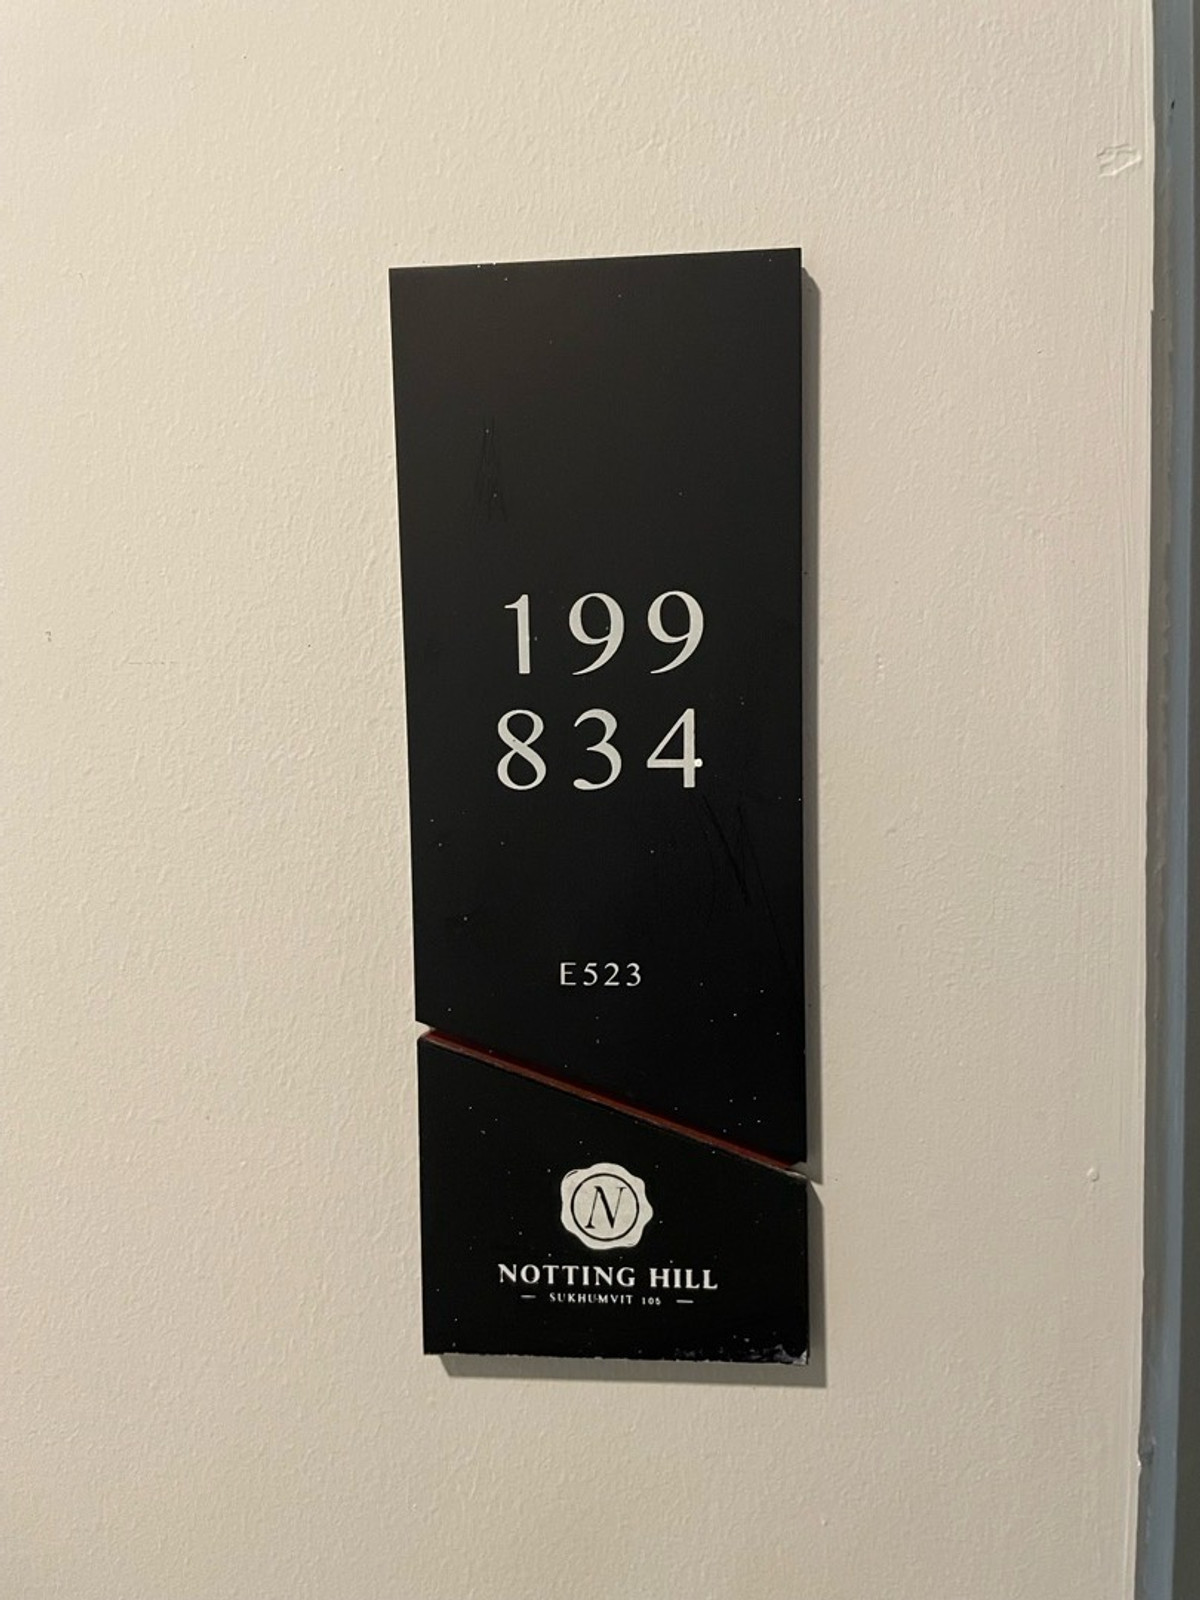 199
834
E523
N
NOTTING HILL
SUKHUMVIT 105